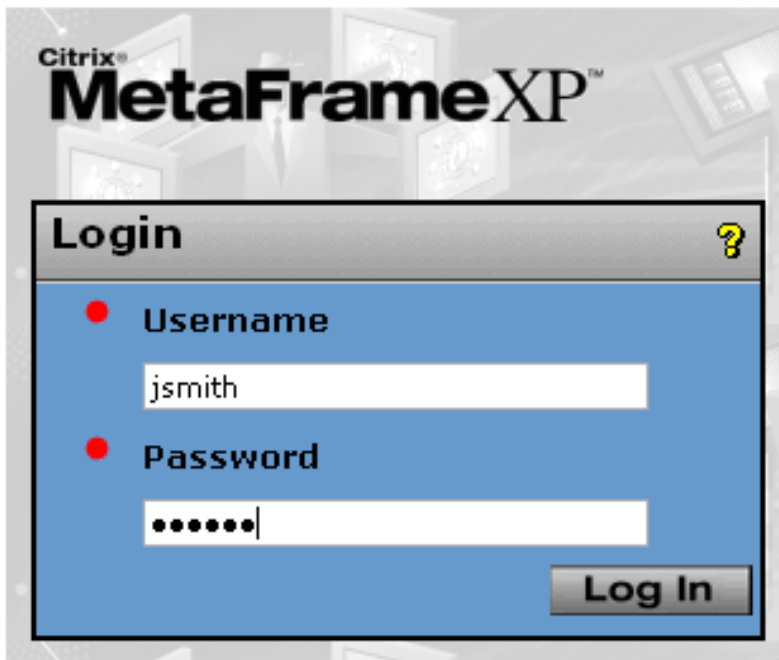 Citrix®
MetaFrameXP™
Login
?
Username
jsmith
Password
••••••
Log In